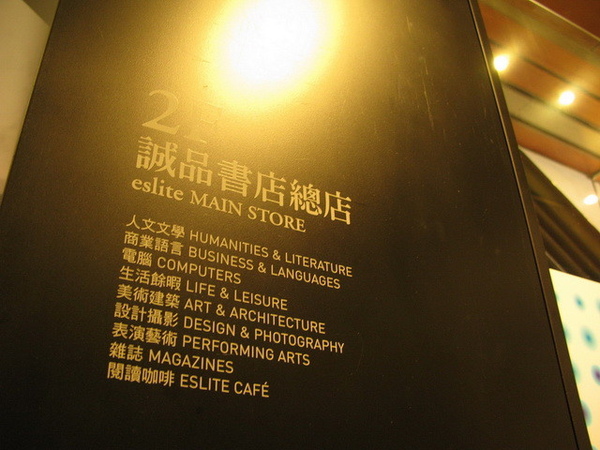 2
誠品書店總店
eslite MAIN STORE
人文文學 HUMANITIES & LITERATURE
商業語言 BUSINESS & LANGUAGES
電腦 COMPUTERS
生活餘暇 LIFE & LEISURE
美術建築 ART & ARCHITECTURE
設計攝影 DESIGN & PHOTOGRAPHY
表演藝術 PERFORMING ARTS
雜誌 MAGAZINES
閱讀咖啡 ESLITE CAFÉ